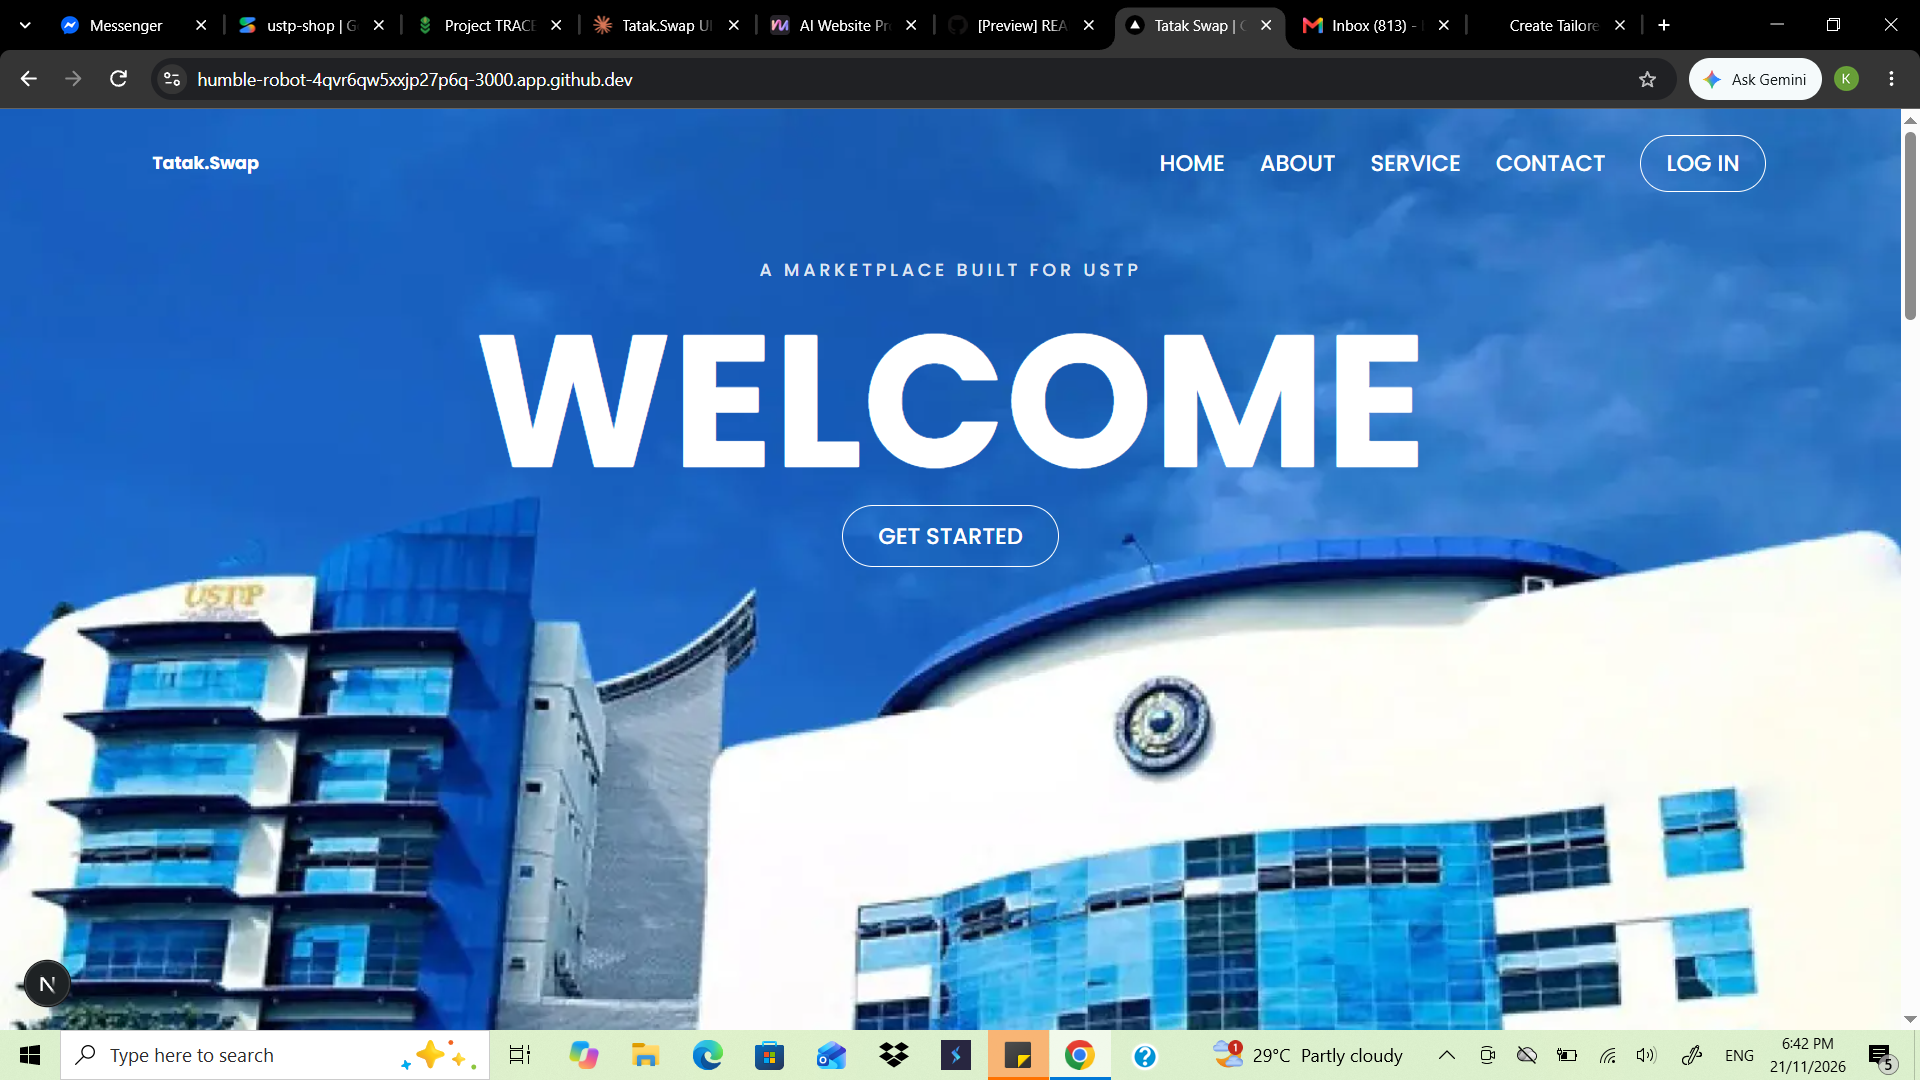 Messenger
ustp-shop | G
Project TRACE
Tatak.Swap UI
AI Website Pr
[Preview] REA
Tatak Swap | C
Inbox (813) -
Create Tailore
humble-robot-4qvr6qw5xxjp27p6q-3000.app.github.dev
Ask Gemini
K
Tatak.Swap
HOME
ABOUT
SERVICE
CONTACT
LOG IN
A MARKETPLACE BUILT FOR USTP
WELCOME
GET STARTED
USTP
N
Type here to search
1
29°C Partly cloudy
ENG
6:42 PM
21/11/2026
5